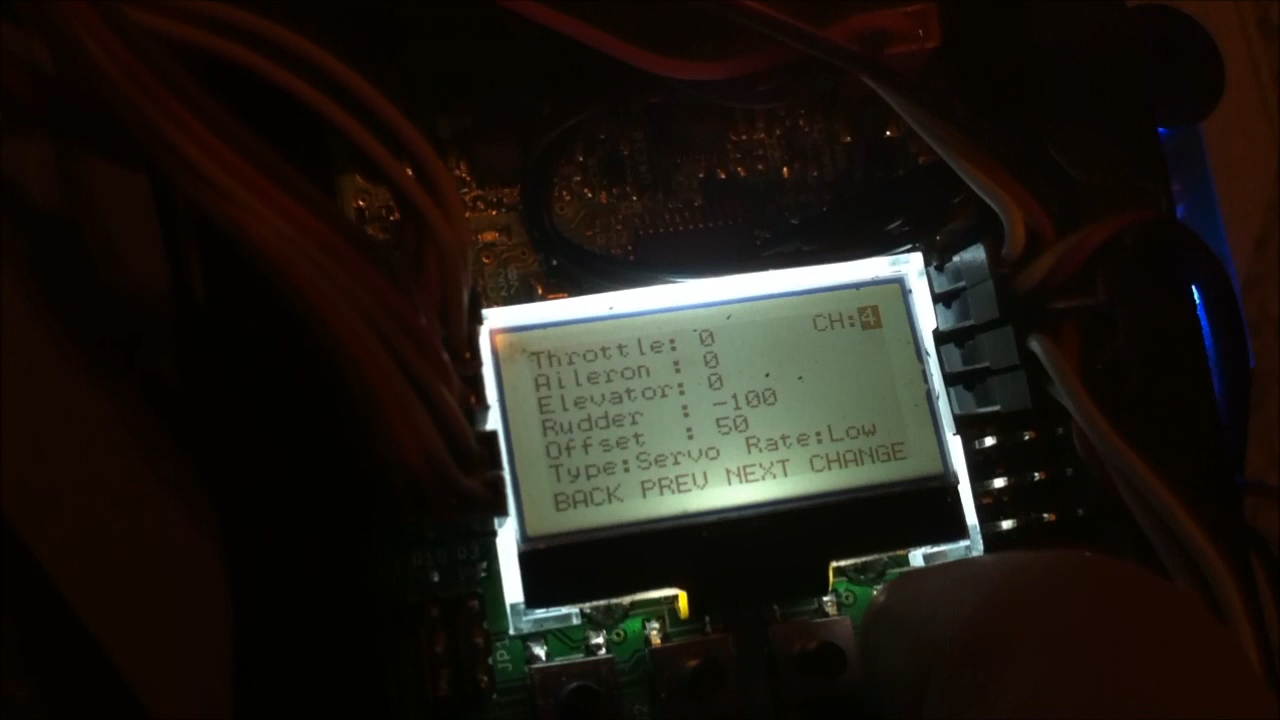 CH:4
Throttle: 0
Aileron : 0
Elevator: 0
Rudder : -100
Offset : 50
Type:Servo Rate:Low
BACK PREV NEXT CHANGE
JP1